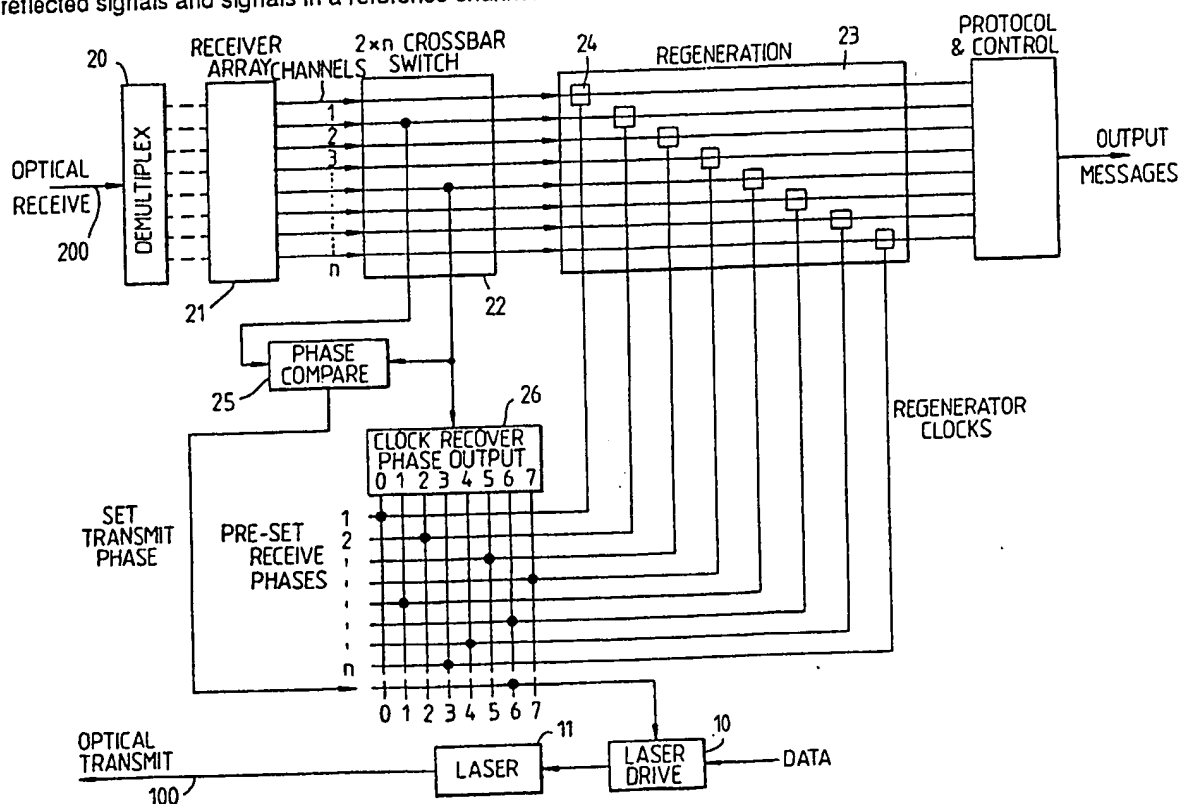 reflected signals and signals in a reference chann
20
RECEIVER
ARRAY
CHANNELS
2×n CROSSBAR
SWITCH
24
REGENERATION
23
PROTOCOL
& CONTROL
DEMULTIPLEX
1
2
3
n
OPTICAL
RECEIVE
200
OUTPUT
MESSAGES
21
22
PHASE
COMPARE
25
26
CLOCK RECOVER
PHASE OUTPUT
0 1 2 3 4 5 6 7
REGENERATOR
CLOCKS
SET
TRANSMIT
PHASE
PRE-SET
RECEIVE
PHASES
1
2
n
0 1 2 3 4 5 6 7
OPTICAL
TRANSMIT
100
11
LASER
10
LASER
DRIVE
DATA